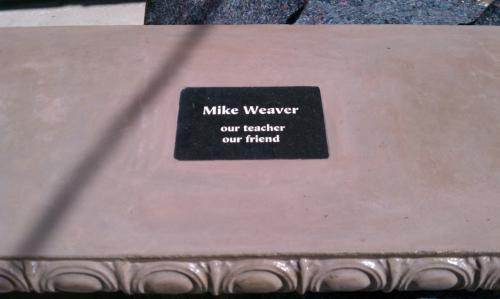 Mike Weaver
our teacher
our friend